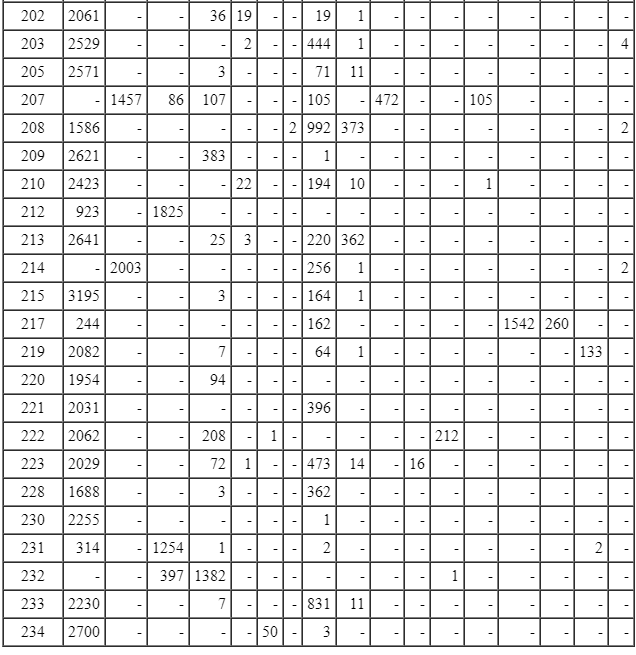 202 2061 - - 36 19 - - 19 1 - - - - - - - -
203 2529 - - - 2 - - 444 1 - - - - - - - 4
205 2571 - - 3 - - - 71 11 - - - - - - - -
207 - 1457 86 107 - - - 105 - 472 - - 105 - - - -
208 1586 - - - - - 2 992 373 - - - - - - - 2
209 2621 - - 383 - - - 1 - - - - - - - - -
210 2423 - - - 22 - - 194 10 - - - 1 - - - -
212 923 - 1825 - - - - - - - - - - - - - -
213 2641 - - 25 3 - - 220 362 - - - - - - - -
214 - 2003 - - - - - 256 1 - - - - - - - 2
215 3195 - - 3 - - - 164 1 - - - - - - - -
217 244 - - - - - - 162 - - - - - 1542 260 - -
219 2082 - - 7 - - - 64 1 - - - - - - 133 -
220 1954 - - 94 - - - - - - - - - - - - -
221 2031 - - - - - - 396 - - - - - - - - -
222 2062 - - 208 - 1 - - - - - 212 - - - - -
223 2029 - - 72 1 - - 473 14 - 16 - - - - - -
228 1688 - - 3 - - - 362 - - - - - - - - -
230 2255 - - - - - - 1 - - - - - - - - -
231 314 - 1254 1 - - - 2 - - - - - - - 2 -
232 - - 397 1382 - - - - - - - 1 - - - - -
233 2230 - - 7 - - - 831 11 - - - - - - - -
234 2700 - - - - 50 - 3 - - - - - - - - -